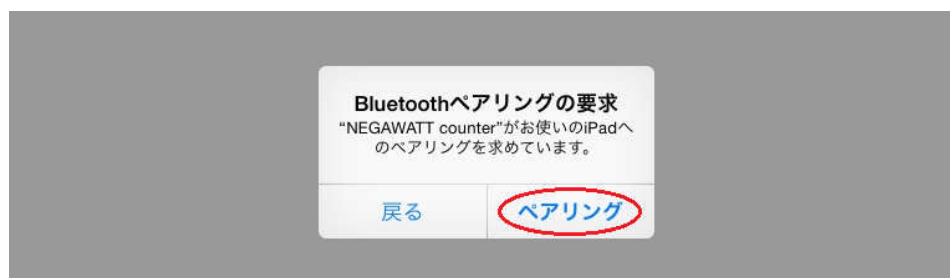 Bluetoothペアリングの要求
“NEGAWATT counter”がお使いのiPadへ
のペアリングを求めています。
戻る
ペアリング